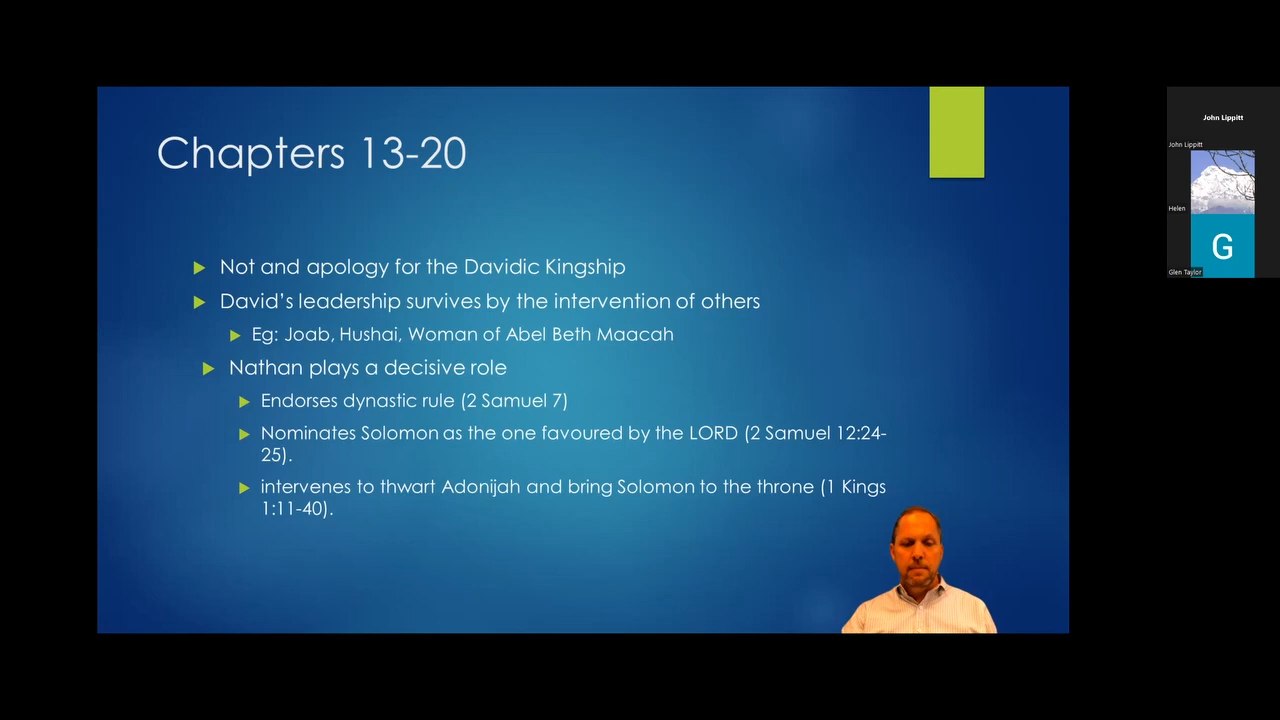 Chapters 13-20
Not and apology for the Davidic Kingship
David's leadership survives by the intervention of others
Eg: Joab, Hushai, Woman of Abel Beth Maacah
Nathan plays a decisive role
Endorses dynastic rule (2 Samuel 7)
Nominates Solomon as the one favoured by the LORD (2 Samuel 12:24-
25).
intervenes to thwart Adonijah and bring Solomon to the throne (1 Kings
1:11-40).
John Lippitt
John Lippitt
Helen
G
Glen Taylor